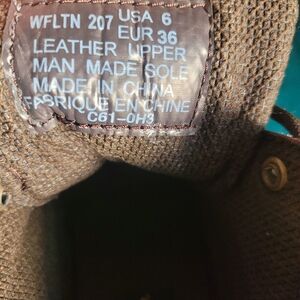 WFLTN 207 USA 6
EUR 36
LEATHER UPPER
MAN MADE SOLE
MADE IN CHINA
FABRIQUE EN CHINE
C61-0H3